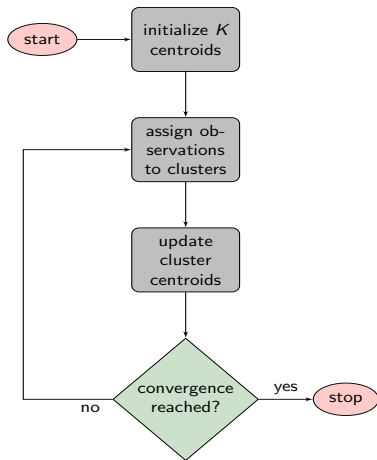 start
initialize K
centroids
assign ob-
servations
to clusters
update
cluster
centroids
convergence
reached?
yes
no
stop